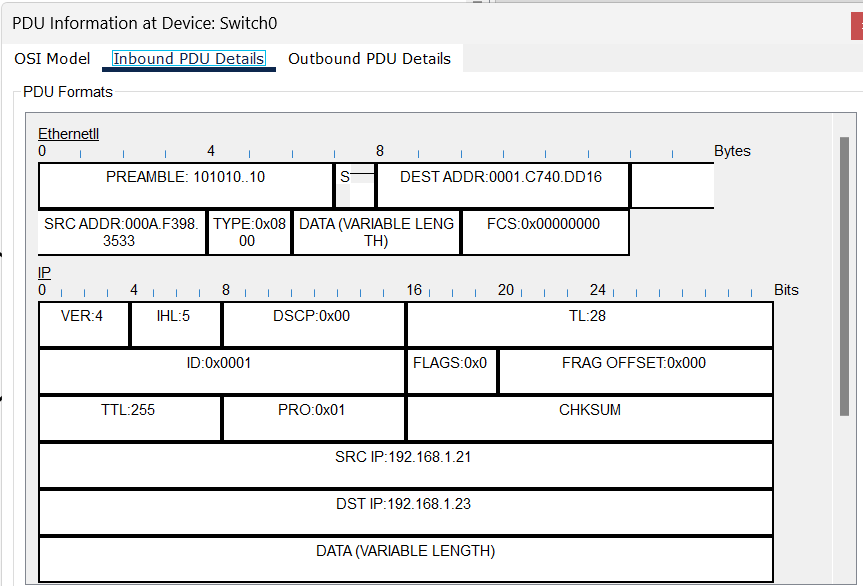 PDU Information at Device: Switch0
OSI Model Inbound PDU Details Outbound PDU Details
PDU Formats
EthernetII
0 4 8 Bytes
PREAMBLE: 101010..10 S DEST ADDR:0001.C740.DD16
SRC ADDR:000A.F398.3533 TYPE:0x0800 DATA (VARIABLE LENGTH) FCS:0x00000000
IP
0 4 8 16 20 24 Bits
VER:4 IHL:5 DSCP:0x00 TL:28
ID:0x0001 FLAGS:0x0 FRAG OFFSET:0x000
TTL:255 PRO:0x01 CHKSUM
SRC IP:192.168.1.21
DST IP:192.168.1.23
DATA (VARIABLE LENGTH)